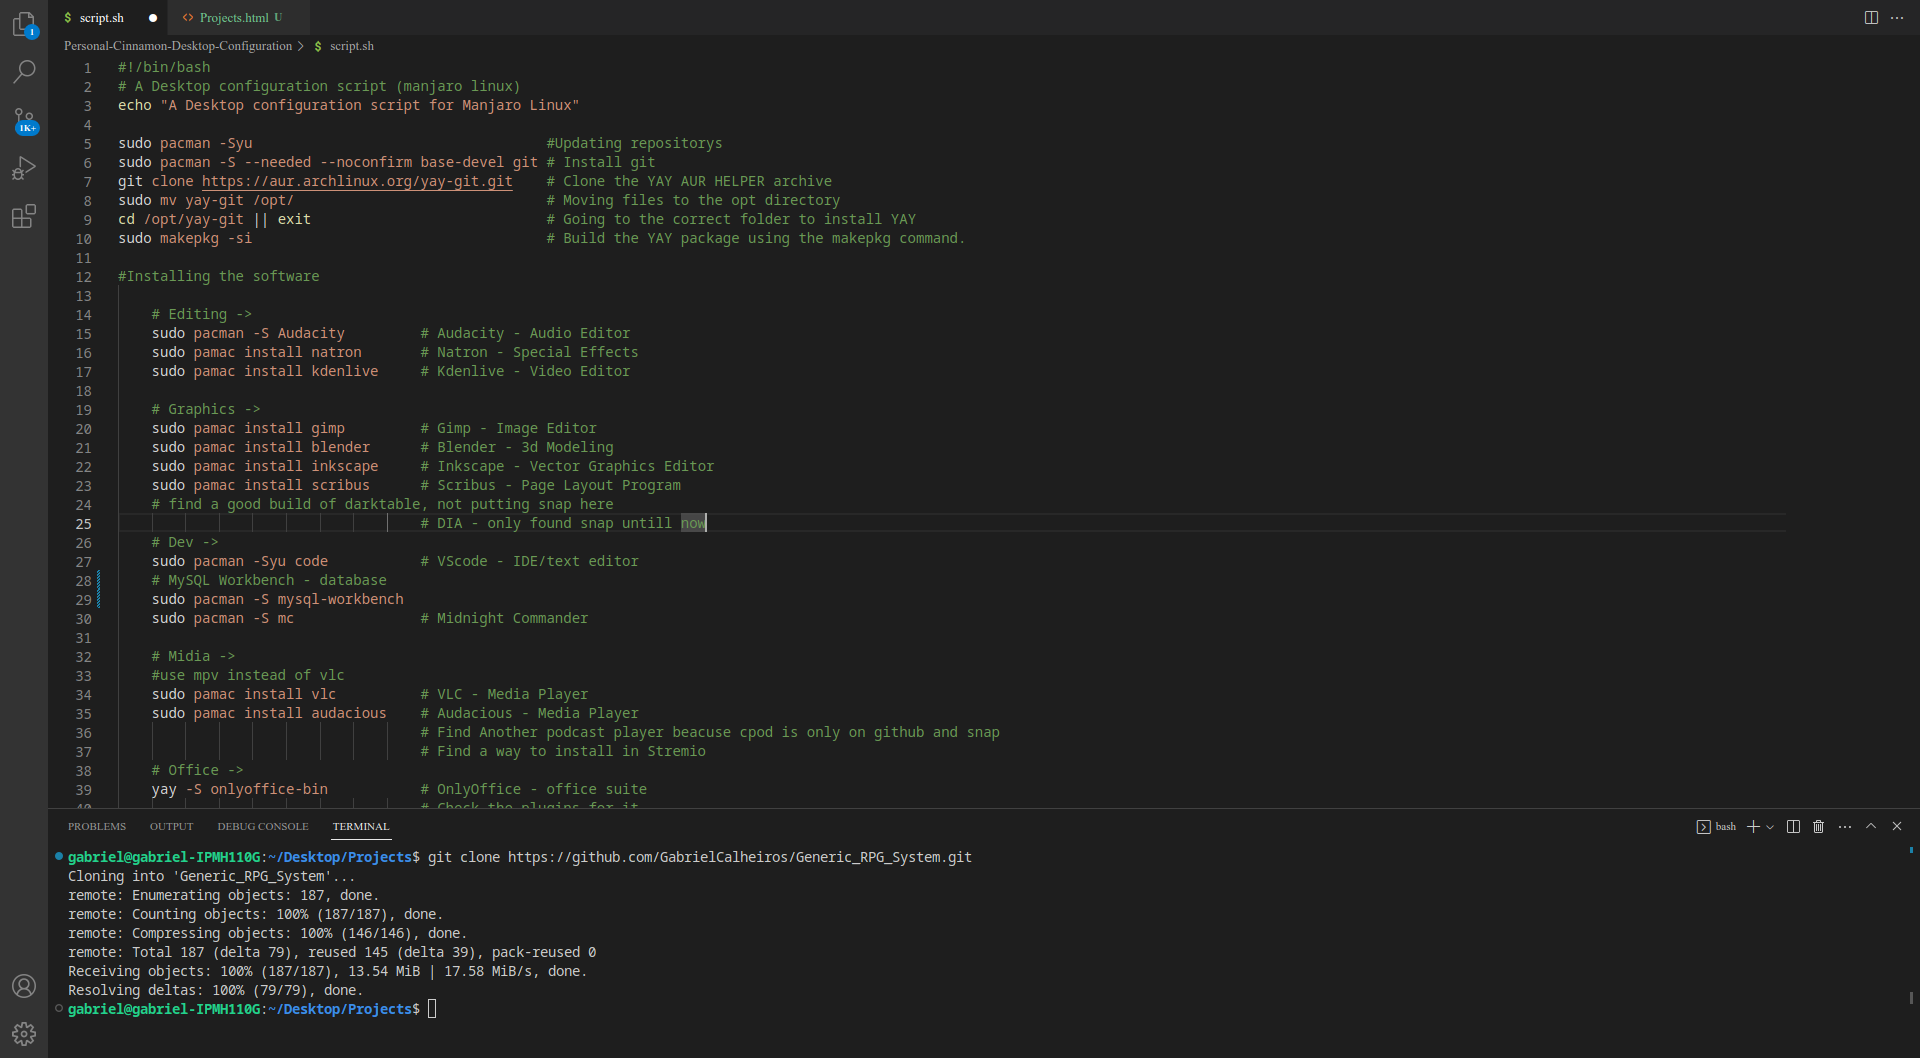 $ script.sh ● <> Projects.html U
1
1K+
Personal-Cinnamon-Desktop-Configuration > $ script.sh
1 #!/bin/bash
2 # A Desktop configuration script (manjaro linux)
3 echo "A Desktop configuration script for Manjaro Linux"
4
5 sudo pacman -Syu #Updating repositorys
6 sudo pacman -S --needed --noconfirm base-devel git # Install git
7 git clone https://aur.archlinux.org/yay-git.git # Clone the YAY AUR HELPER archive
8 sudo mv yay-git /opt/ # Moving files to the opt directory
9 cd /opt/yay-git || exit # Going to the correct folder to install YAY
10 sudo makepkg -si # Build the YAY package using the makepkg command.
11
12 #Installing the software
13
14 # Editing ->
15 sudo pacman -S Audacity # Audacity - Audio Editor
16 sudo pamac install natron # Natron - Special Effects
17 sudo pamac install kdenlive # Kdenlive - Video Editor
18
19 # Graphics ->
20 sudo pamac install gimp # Gimp - Image Editor
21 sudo pamac install blender # Blender - 3d Modeling
22 sudo pamac install inkscape # Inkscape - Vector Graphics Editor
23 sudo pamac install scribus # Scribus - Page Layout Program
24 # find a good build of darktable, not putting snap here
25 # DIA - only found snap untill now
26 # Dev ->
27 sudo pacman -Syu code # VScode - IDE/text editor
28 # MySQL Workbench - database
29 sudo pacman -S mysql-workbench
30 sudo pacman -S mc # Midnight Commander
31
32 # Midia ->
33 #use mpv instead of vlc
34 sudo pamac install vlc # VLC - Media Player
35 sudo pamac install audacious # Audacious - Media Player
36 # Find Another podcast player beacuse cpod is only on github and snap
37 # Find a way to install in Stremio
38 # Office ->
39 yay -S onlyoffice-bin # OnlyOffice - office suite
40 # Check the plugins for it
PROBLEMS OUTPUT DEBUG CONSOLE TERMINAL bash
gabriel@gabriel-IPMH110G:~/Desktop/Projects$ git clone https://github.com/GabrielCalheiros/Generic_RPG_System.git
Cloning into 'Generic_RPG_System'...
remote: Enumerating objects: 187, done.
remote: Counting objects: 100% (187/187), done.
remote: Compressing objects: 100% (146/146), done.
remote: Total 187 (delta 79), reused 145 (delta 39), pack-reused 0
Receiving objects: 100% (187/187), 13.54 MiB | 17.58 MiB/s, done.
Resolving deltas: 100% (79/79), done.
gabriel@gabriel-IPMH110G:~/Desktop/Projects$